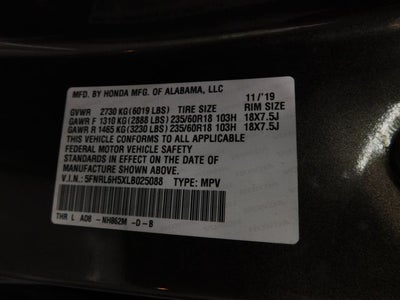 MFD. BY HONDA MFG. OF ALABAMA, LLC 11/'19
GVWR 2730 KG (6019 LBS) TIRE SIZE RIM SIZE
GAWR F 1310 KG (2888 LBS) 235/60R18 103H 18X7.5J
GAWR R 1465 KG (3230 LBS) 235/60R18 103H 18X7.5J
THIS VEHICLE CONFORMS TO ALL APPLICABLE
FEDERAL MOTOR VEHICLE SAFETY
STANDARDS IN EFFECT ON THE DATE OF
MANUFACTURE SHOWN ABOVE.
V.I.N.: 5FNRL6H5XLB025088 TYPE: MPV
THR L AD8 -NH862M -D-B